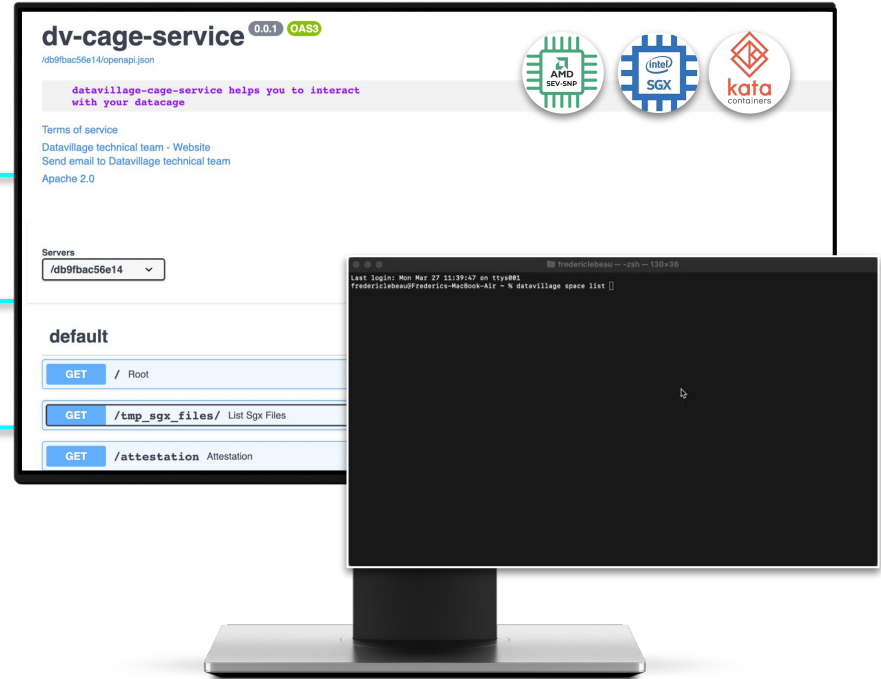 dv-cage-service 0.0.1 OAS3
/db9fbac56e14/openapi.json
datavillage-cage-service helps you to interact
with your datacage
Terms of service
Datavillage technical team - Website
Send email to Datavillage technical team
Apache 2.0
AMD
SEV-SNP
intel
SGX
kata
containers
Servers
/db9fbac56e14
default
GET / Root
GET /tmp_sgx_files/ List Sgx Files
GET /attestation Attestation
fredericlebeau — -zsh — 130×36
Last login: Mon Mar 27 11:39:47 on ttys001
fredericlebeau@Frederics-MacBook-Air ~ % datavillage space list